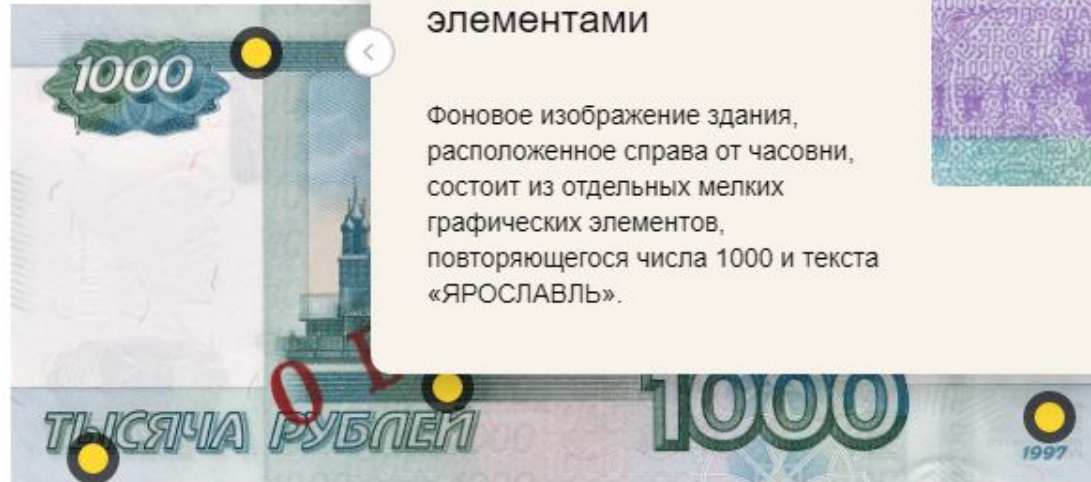 элементами
1000
Фоновое изображение здания,
расположенное справа от часовни,
состоит из отдельных мелких
графических элементов,
повторяющегося числа 1000 и текста
«ЯРОСЛАВЛЬ».
ТЫСЯЧА РУБЛЕЙ
1000
1997